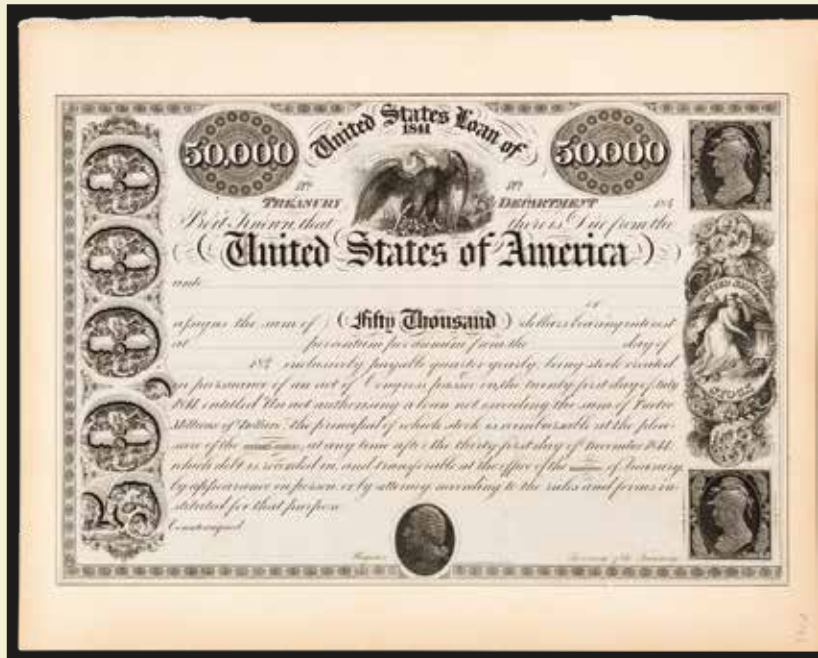 50,000
United States Loan of
1841
50,000
No
No
TREASURY
DEPARTMENT
184
Be it Known, that
there is Due from the
United States of America
unto
or
assigns the sum of (Fifty Thousand) dollars bearing interest
at per centum per annum from the day of
184 inclusively payable quarter yearly, being stock created
in pursuance of an act of Congress passed on the twenty first day of July
1841 entitled An act authorising a loan not exceeding the sum of Twelve
Millions of Dollars, the principal of which stock is reimbursable at the plea-
sure of the at any time after the thirty first day of December 1844
which debt is recorded in, and transferable at the office of the of treasury,
by appearance in person or by attorney according to the rules and forms in-
stituted for that purpose
Countersigned
Register
Secretary of the Treasury
STOCK